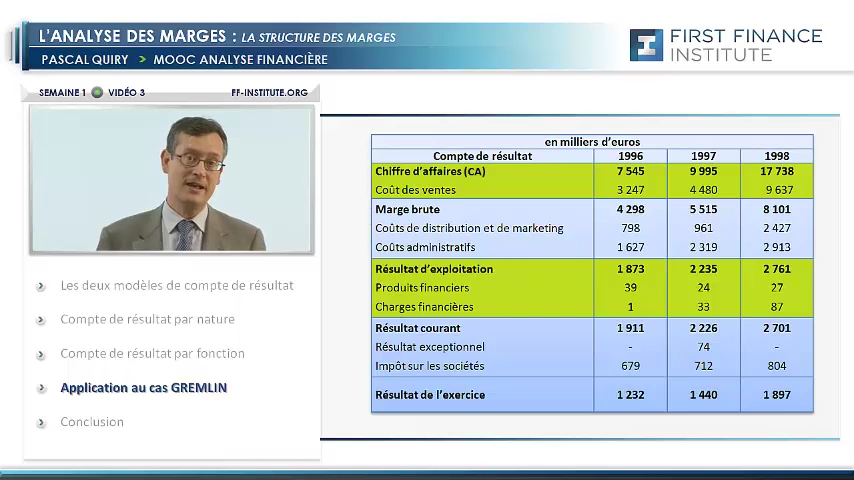 L'ANALYSE DES MARGES : LA STRUCTURE DES MARGES
PASCAL QUIRY > MOOC ANALYSE FINANCIÈRE
FIRST FINANCE
INSTITUTE
SEMAINE 1 VIDÉO 3 FF-INSTITUTE.ORG
Les deux modèles de compte de résultat
Compte de résultat par nature
Compte de résultat par fonction
Application au cas GREMLIN
Conclusion
en milliers d'euros
Compte de résultat 1996 1997 1998
Chiffre d'affaires (CA) 7 545 9 995 17 738
Coût des ventes 3 247 4 480 9 637
Marge brute 4 298 5 515 8 101
Coûts de distribution et de marketing 798 961 2 427
Coûts administratifs 1 627 2 319 2 913
Résultat d'exploitation 1 873 2 235 2 761
Produits financiers 39 24 27
Charges financières 1 33 87
Résultat courant 1 911 2 226 2 701
Résultat exceptionnel - 74 -
Impôt sur les sociétés 679 712 804
Résultat de l'exercice 1 232 1 440 1 897